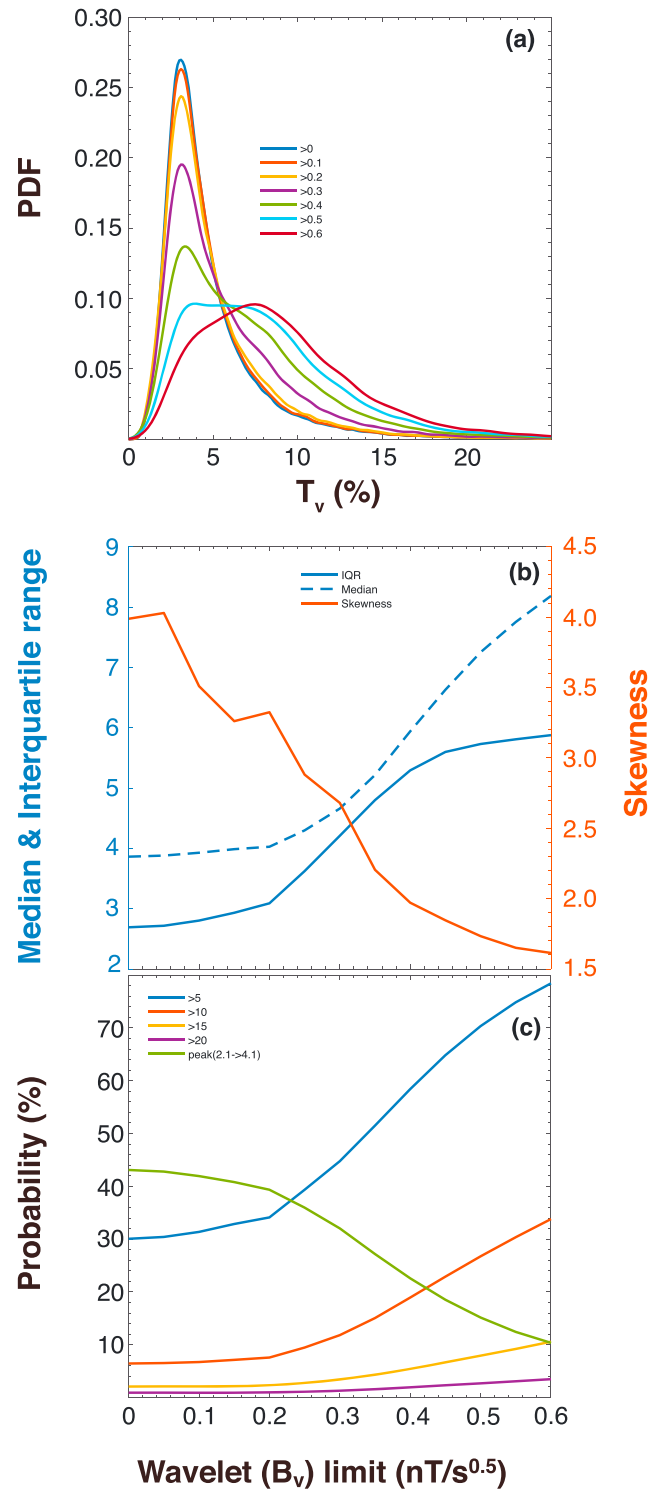 (a)
0.30
0.25
0.20
0.15
0.10
0.05
PDF
>0
>0.1
>0.2
>0.3
>0.4
>0.5
>0.6
0 5 10 15 20
Tv (%)
(b)
9
8
7
6
5
4
3
2
Median & Interquartile range
IQR
Median
Skewness
4.5
4.0
3.5
3.0
2.5
2.0
1.5
Skewness
(c)
70
60
50
40
30
20
10
Probability (%)
>5
>10
>15
>20
peak(2.1->4.1)
0 0.1 0.2 0.3 0.4 0.5 0.6
Wavelet (Bv) limit (nT/s^0.5)